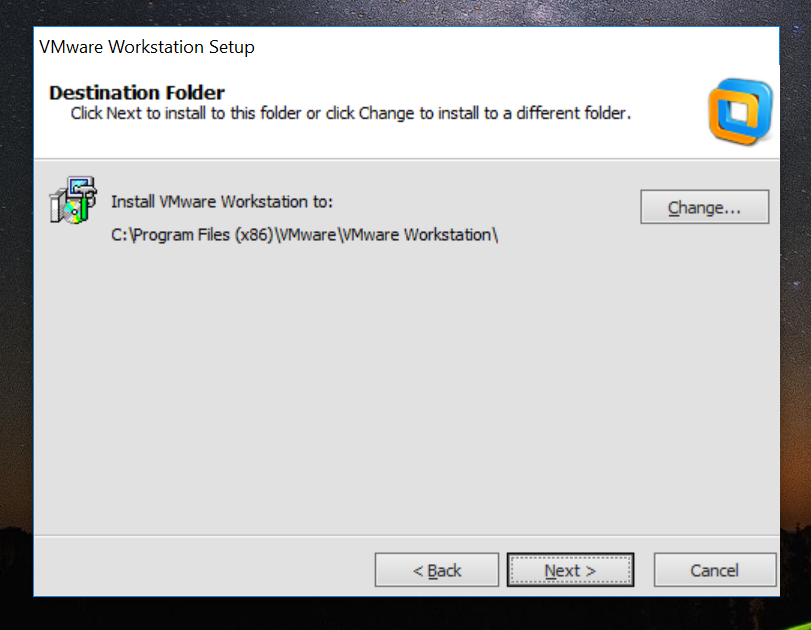 VMware Workstation Setup
Destination Folder
Click Next to install to this folder or click Change to install to a different folder.
Install VMware Workstation to:
Change...
C:\Program Files (x86)\VMware\VMware Workstation\
< Back
Next >
Cancel